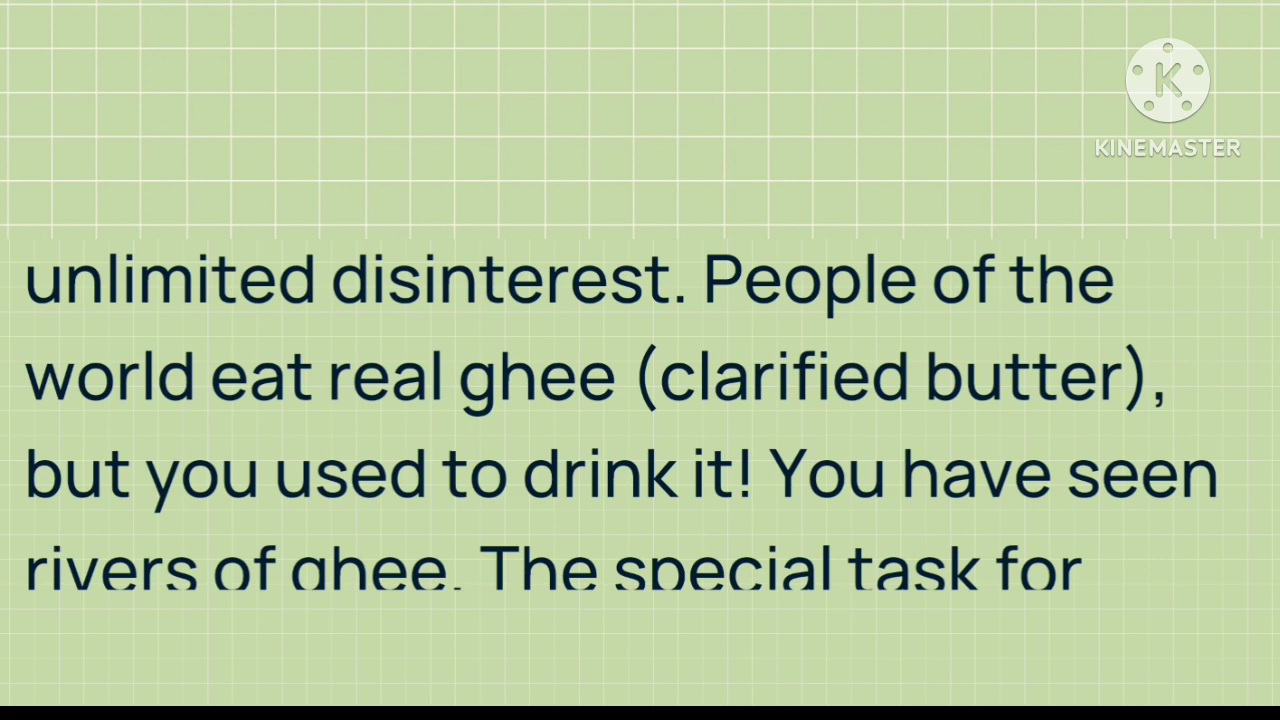 KINEMASTER
unlimited disinterest. People of the
world eat real ghee (clarified butter),
but you used to drink it! You have seen
rivers of ghee. The special task for